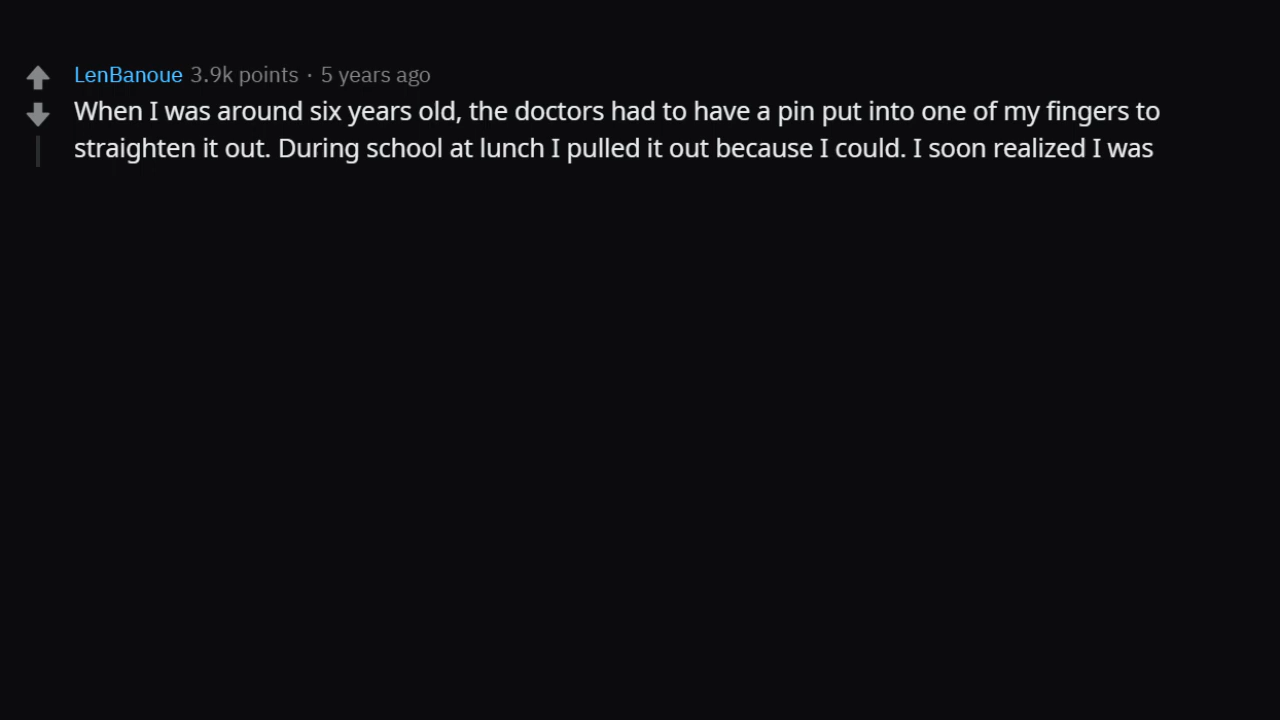 LenBanoue 3.9k points · 5 years ago
When I was around six years old, the doctors had to have a pin put into one of my fingers to
straighten it out. During school at lunch I pulled it out because I could. I soon realized I was